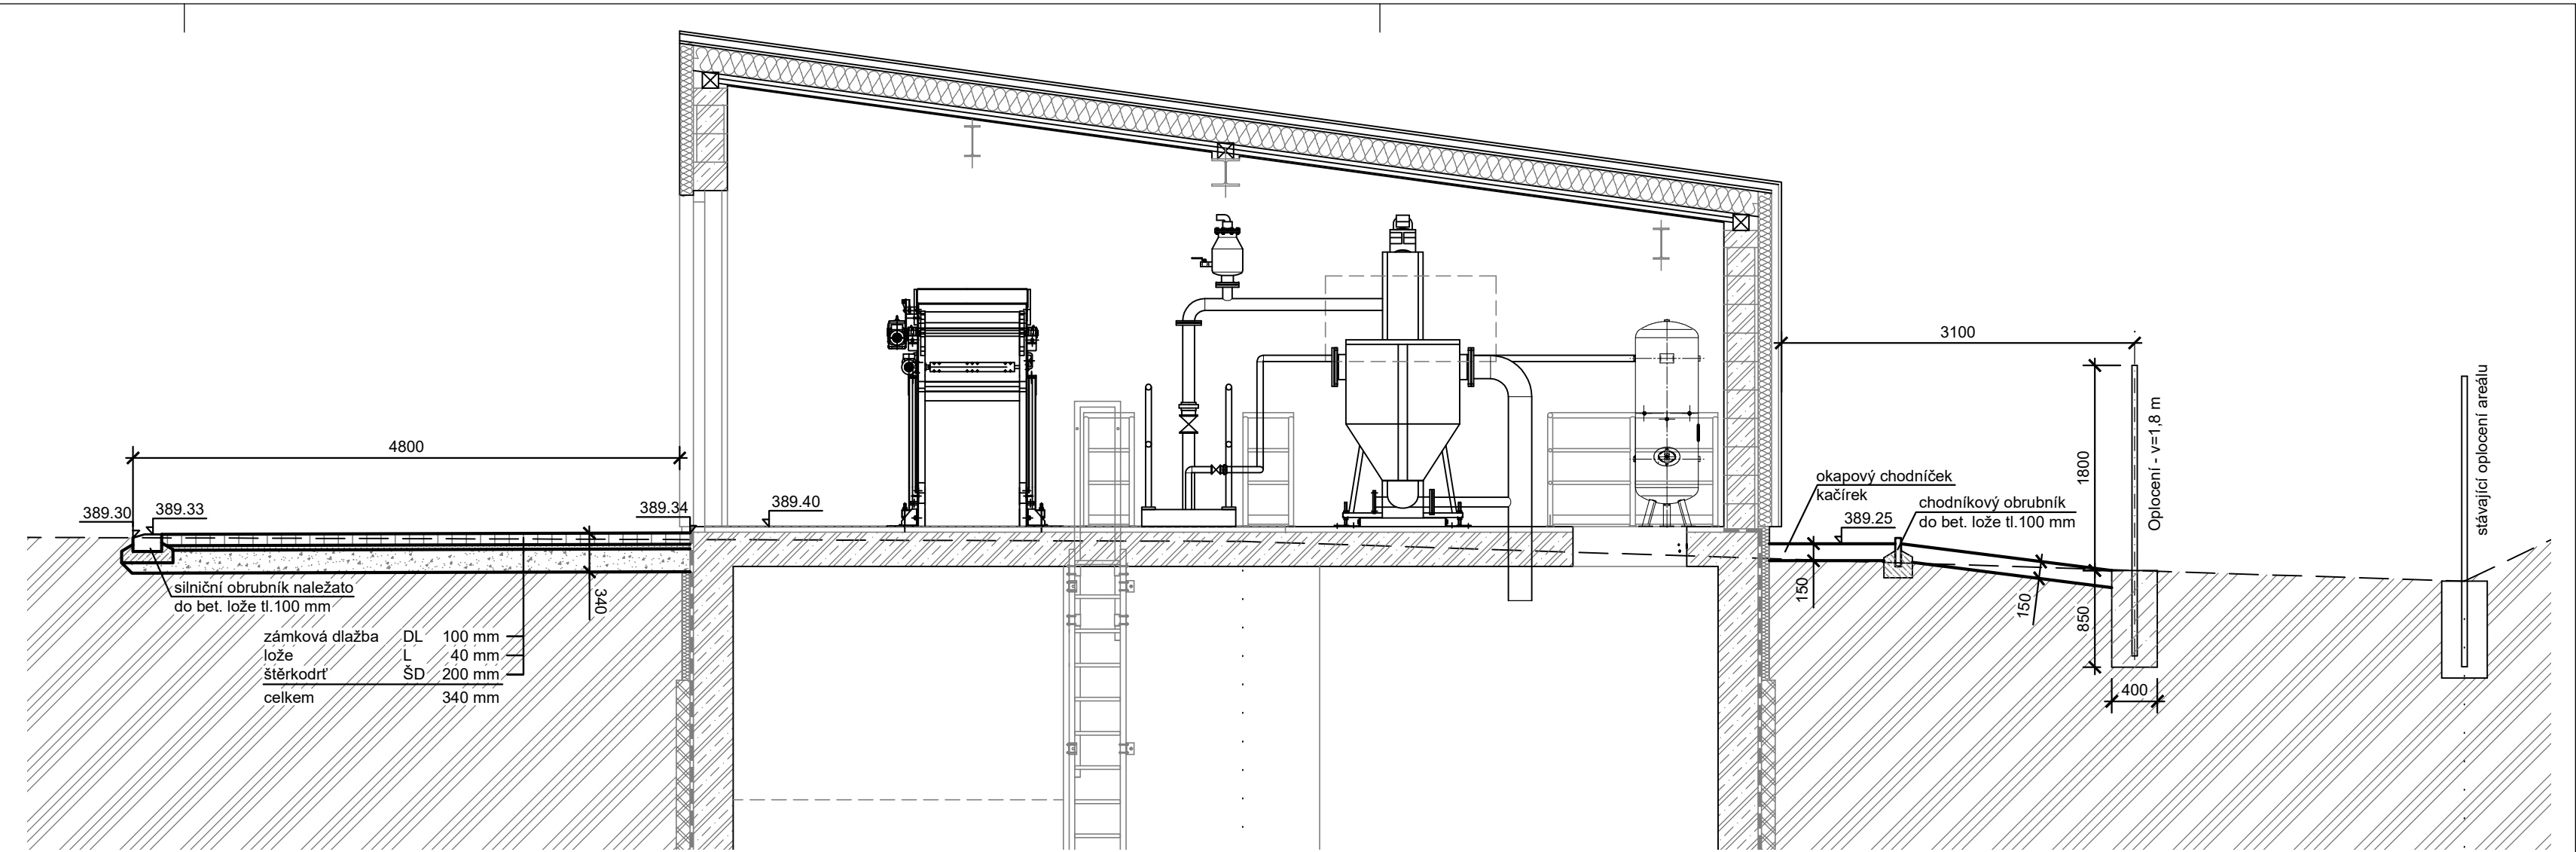 3100
1800
Oplocení - v=1,8 m
stávající oplocení areálu
4800
389.30
389.33
389.34
389.40
okapový chodníček
kačírek
389.25
chodníkový obrubník
do bet. lože tl.100 mm
silniční obrubník naležato
do bet. lože tl.100 mm
340
150
150
850
400
zámková dlažba DL 100 mm
lože L 40 mm
štěrkodrť ŠD 200 mm
celkem 340 mm